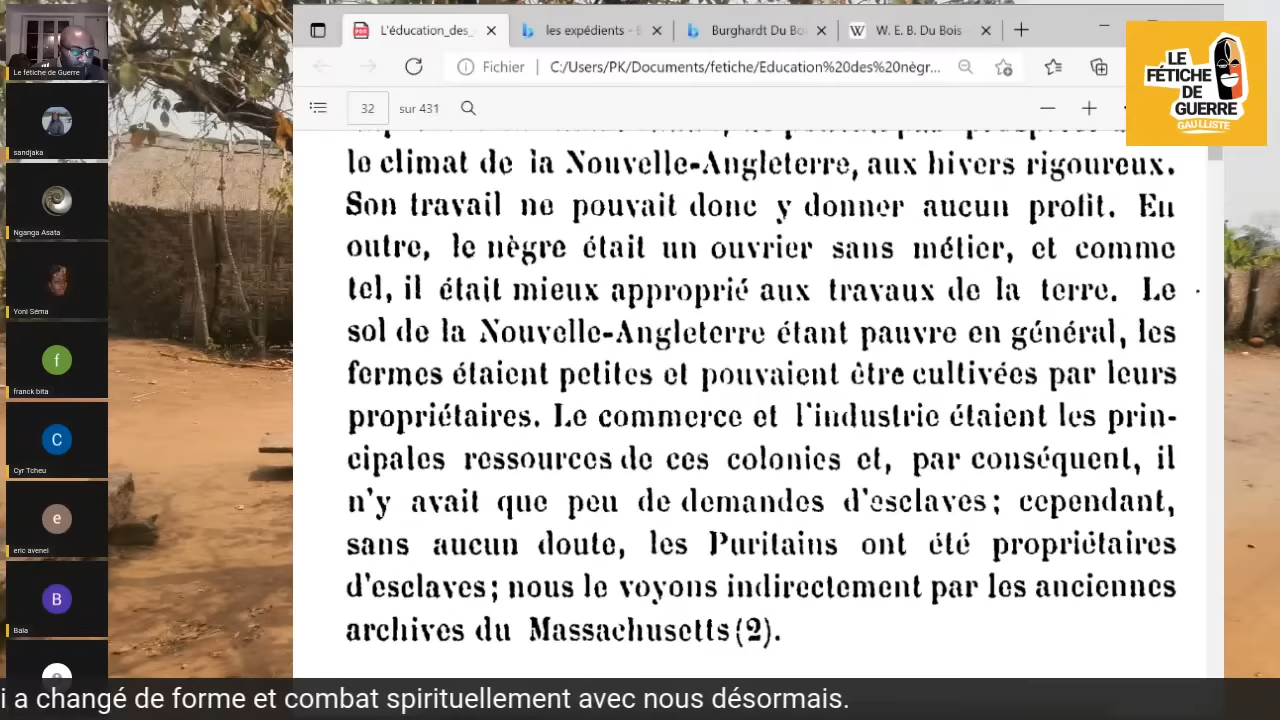 L'éducation_des_
les expédients -
Burghardt Du Bo
W. E. B. Du Bois
Fichier
C:/Users/PK/Documents/fetiche/Education%20des%20nègr...
32
sur 431
LE
FÉTICHE
DE
GUERRE
GAULLISTE
Le fétiche de Guerre
sandjaka
Nganga Asata
Yoni Séma
franck bita
f
Cyr Tcheu
C
eric avenel
e
Bala
B
le climat de la Nouvelle-Angleterre, aux hivers rigoureux.
Son travail ne pouvait donc y donner aucun profit. En
outre, le nègre était un ouvrier sans métier, et comme
tel, il était mieux approprié aux travaux de la terre. Le
sol de la Nouvelle-Angleterre étant pauvre en général, les
fermes étaient petites et pouvaient être cultivées par leurs
propriétaires. Le commerce et l'industrie étaient les prin-
cipales ressources de ces colonies et, par conséquent, il
n'y avait que peu de demandes d'esclaves; cependant,
sans aucun doute, les Puritains ont été propriétaires
d'esclaves; nous le voyons indirectement par les anciennes
archives du Massachusetts (2).
i a changé de forme et combat spirituellement avec nous désormais.